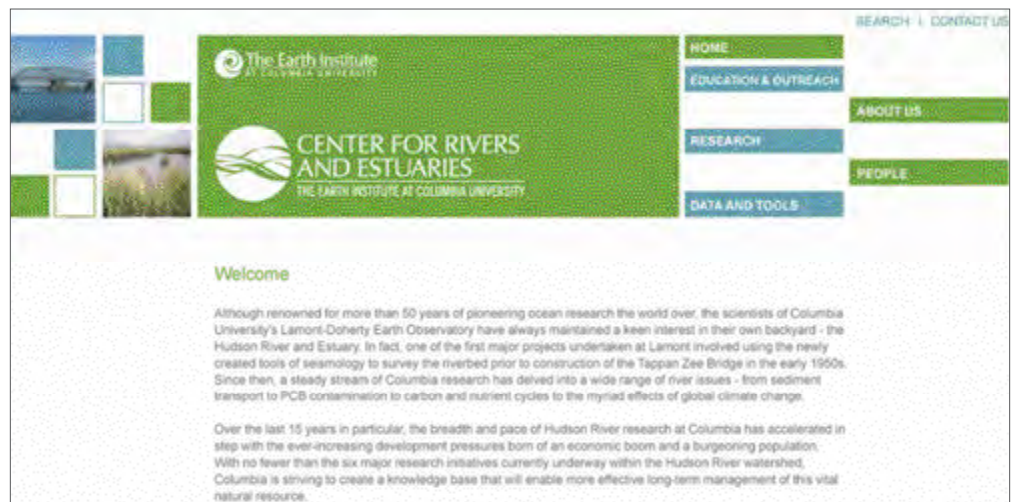 SEARCH | CONTACT US
The Earth Institute
AT COLUMBIA UNIVERSITY
CENTER FOR RIVERS
AND ESTUARIES
THE EARTH INSTITUTE AT COLUMBIA UNIVERSITY
HOME
EDUCATION & OUTREACH
ABOUT US
RESEARCH
PEOPLE
DATA AND TOOLS
Welcome
Although renowned for more than 50 years of pioneering ocean research the world over, the scientists of Columbia
University's Lamont-Doherty Earth Observatory have always maintained a keen interest in their own backyard - the
Hudson River and Estuary. In fact, one of the first major projects undertaken at Lamont involved using the newly
created tools of seismology to survey the riverbed prior to construction of the Tappan Zee Bridge in the early 1950s.
Since then, a steady stream of Columbia research has delved into a wide range of river issues - from sediment
transport to PCB contamination to carbon and nutrient cycles to the myriad effects of global climate change.
Over the last 15 years in particular, the breadth and pace of Hudson River research at Columbia has accelerated in
step with the ever-increasing development pressures born of an economic boom and a burgeoning population.
With no fewer than the six major research initiatives currently underway within the Hudson River watershed,
Columbia is striving to create a knowledge base that will enable more effective long-term management of this vital
natural resource.